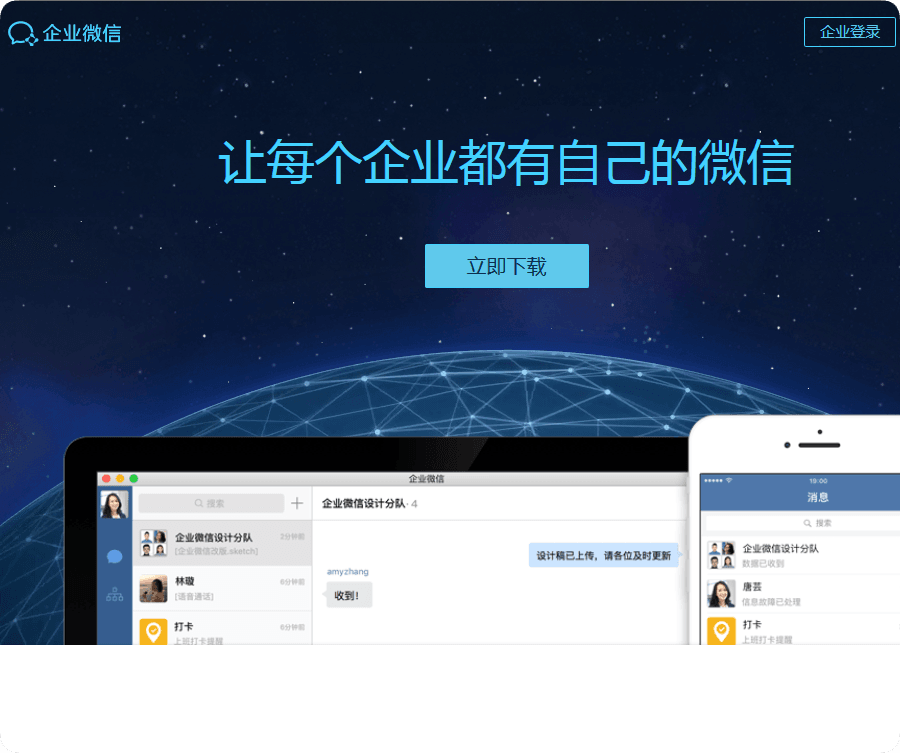 企业微信
企业登录
让每个企业都有自己的微信
立即下载
企业微信
搜索
企业微信设计分队 · 4
企业微信设计分队
2分钟前
[企业微信改版.sketch]
林璇
6分钟前
[语音通话]
打卡
6分钟前
上班打卡提醒
设计稿已上传，请各位及时更新
amyzhang
收到！
19:00
消息
搜索
企业微信设计分队
数据已收到
唐芸
信息故障已处理
打卡
上班打卡提醒